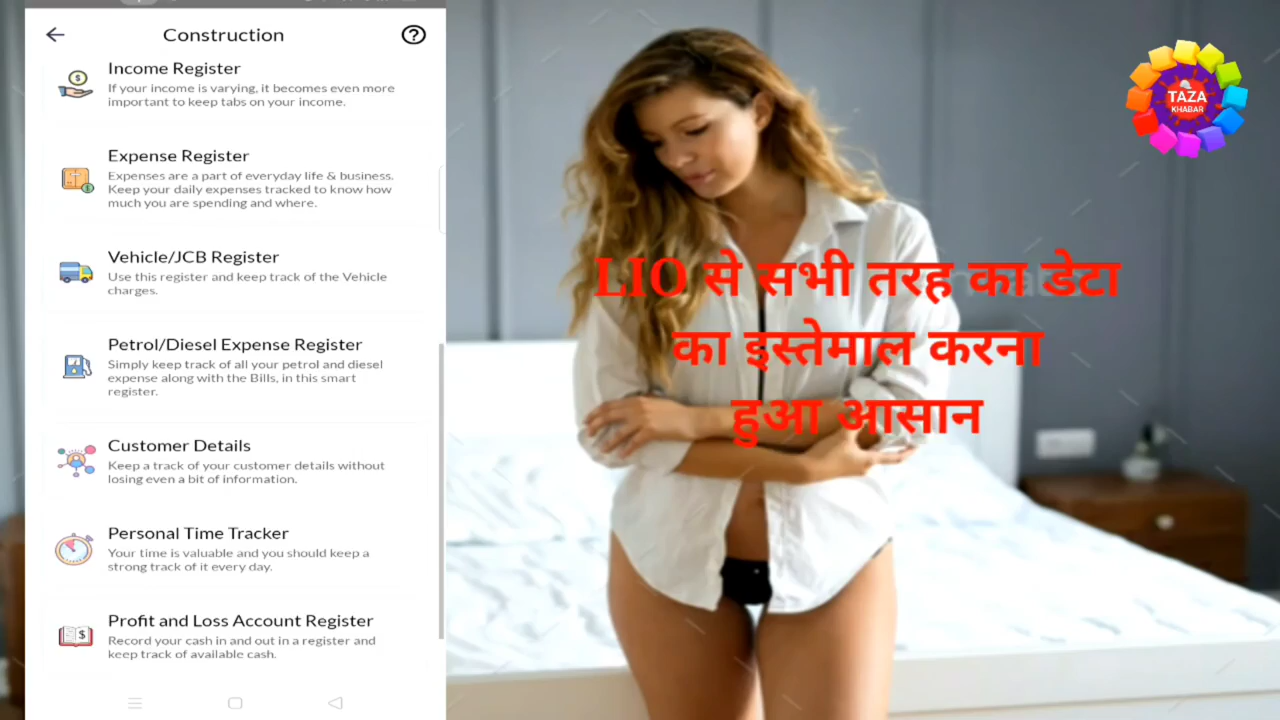 Construction
Income Register
If your income is varying, it becomes even more
important to keep tabs on your income.
Expense Register
Expenses are a part of everyday life & business.
Keep your daily expenses tracked to know how
much you are spending and where.
Vehicle/JCB Register
Use this register and keep track of the Vehicle
charges.
Petrol/Diesel Expense Register
Simply keep track of all your petrol and diesel
expense along with the Bills, in this smart
register.
Customer Details
Keep a track of your customer details without
losing even a bit of information.
Personal Time Tracker
Your time is valuable and you should keep a
strong track of it every day.
Profit and Loss Account Register
Record your cash in and out in a register and
keep track of available cash.
LIO से सभी तरह का डेटा
का इस्तेमाल करना
हुआ आसान
TAZA
KHABAR